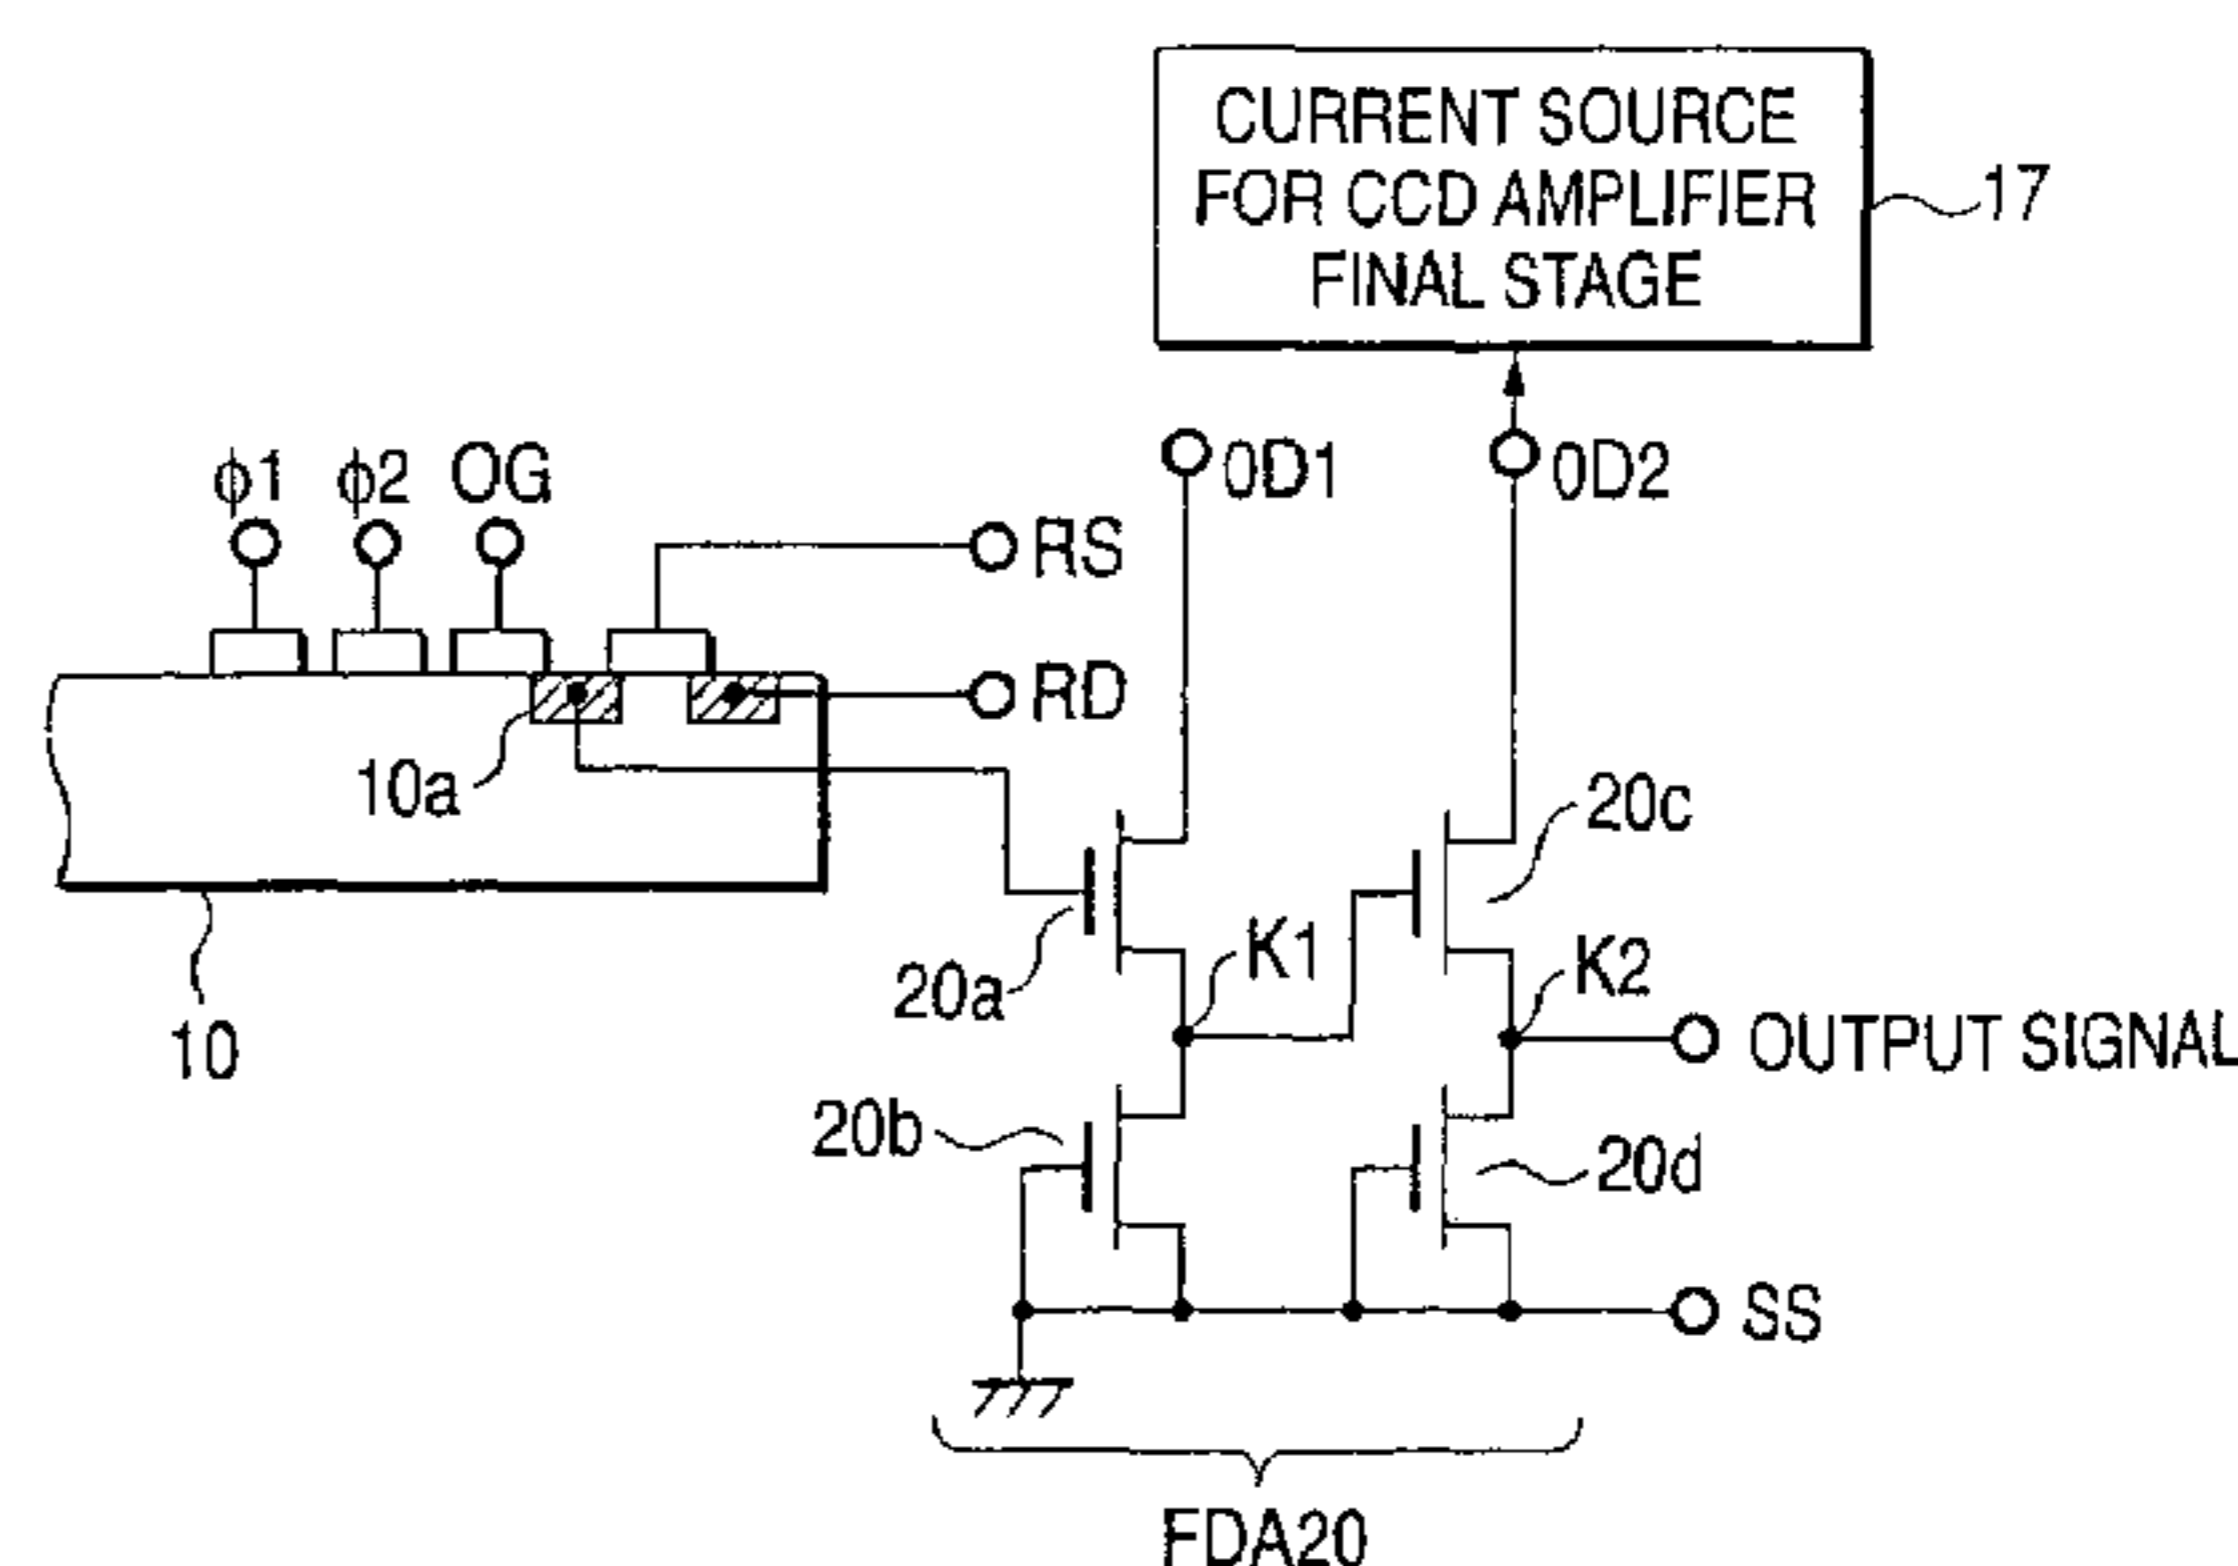 CURRENT SOURCE
FOR CCD AMPLIFIER
FINAL STAGE
17
ϕ1
ϕ2
OG
0D1
0D2
RS
RD
10a
20c
20a
K1
K2
10
OUTPUT SIGNAL
20b
20d
SS
FDA20